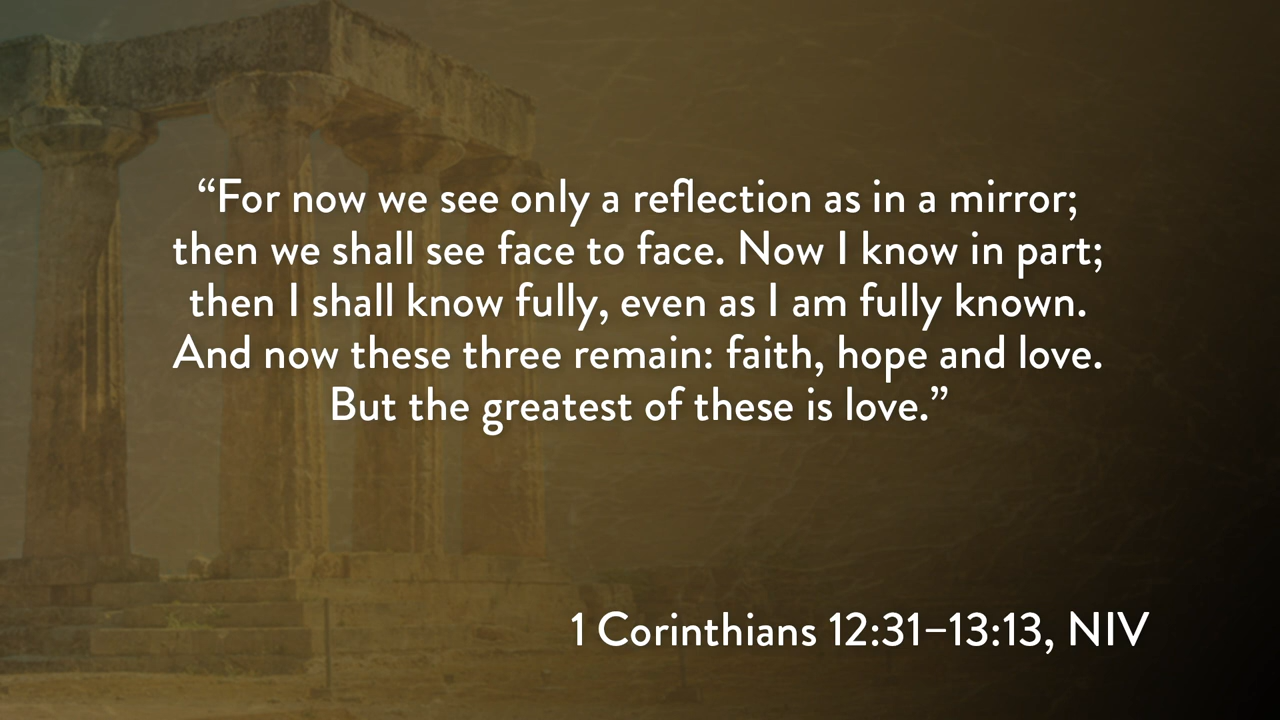 “For now we see only a reflection as in a mirror;
then we shall see face to face. Now I know in part;
then I shall know fully, even as I am fully known.
And now these three remain: faith, hope and love.
But the greatest of these is love.”
1 Corinthians 12:31–13:13, NIV